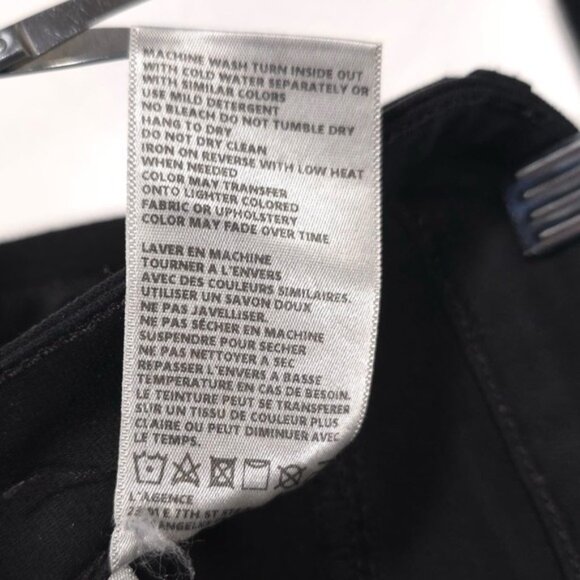 MACHINE WASH TURN INSIDE OUT
WITH COLD WATER SEPARATELY OR
WITH SIMILAR COLORS
USE MILD DETERGENT
NO BLEACH DO NOT TUMBLE DRY
HANG TO DRY
DO NOT DRY CLEAN
IRON ON REVERSE WITH LOW HEAT
WHEN NEEDED
COLOR MAY TRANSFER
ONTO LIGHTER COLORED
FABRIC OR UPHOLSTERY
COLOR MAY FADE OVER TIME
LAVER EN MACHINE
TOURNER A L'ENVERS
AVEC DES COULEURS SIMILAIRES.
UTILISER UN SAVON DOUX
NE PAS JAVELLISER.
NE PAS SÉCHER EN MACHINE
SUSPENDRE POUR SECHER
NE PAS NETTOYER A SEC
REPASSER L'ENVERS A BASSE
TEMPERATURE EN CAS DE BESOIN.
LE TEINTURE PEUT SE TRANSFERER
SUR UN TISSU DE COULEUR PLUS
CLAIRE OU PEUT DIMINUER AVEC
LE TEMPS.
L'AGENCE
E 7TH ST